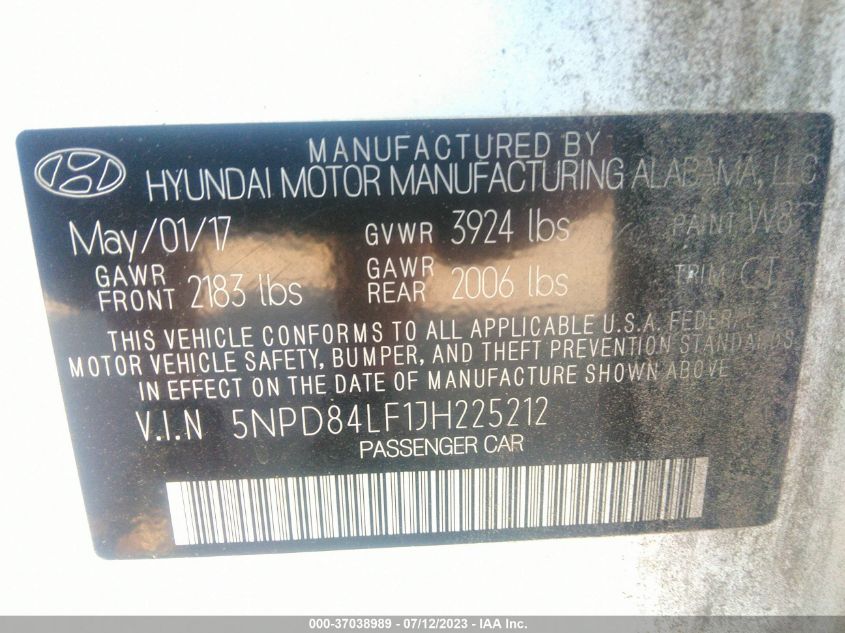 MANUFACTURED BY
HYUNDAI MOTOR MANUFACTURING ALABAMA, LLC
May/01/17 GVWR 3924 lbs PAINT W8T
GAWR FRONT 2183 lbs GAWR REAR 2006 lbs TRIM CJ
THIS VEHICLE CONFORMS TO ALL APPLICABLE U.S.A. FEDERAL
MOTOR VEHICLE SAFETY, BUMPER, AND THEFT PREVENTION STANDARDS
IN EFFECT ON THE DATE OF MANUFACTURE SHOWN ABOVE
V.I.N 5NPD84LF1JH225212
PASSENGER CAR
000-37038989 - 07/12/2023 - IAA Inc.